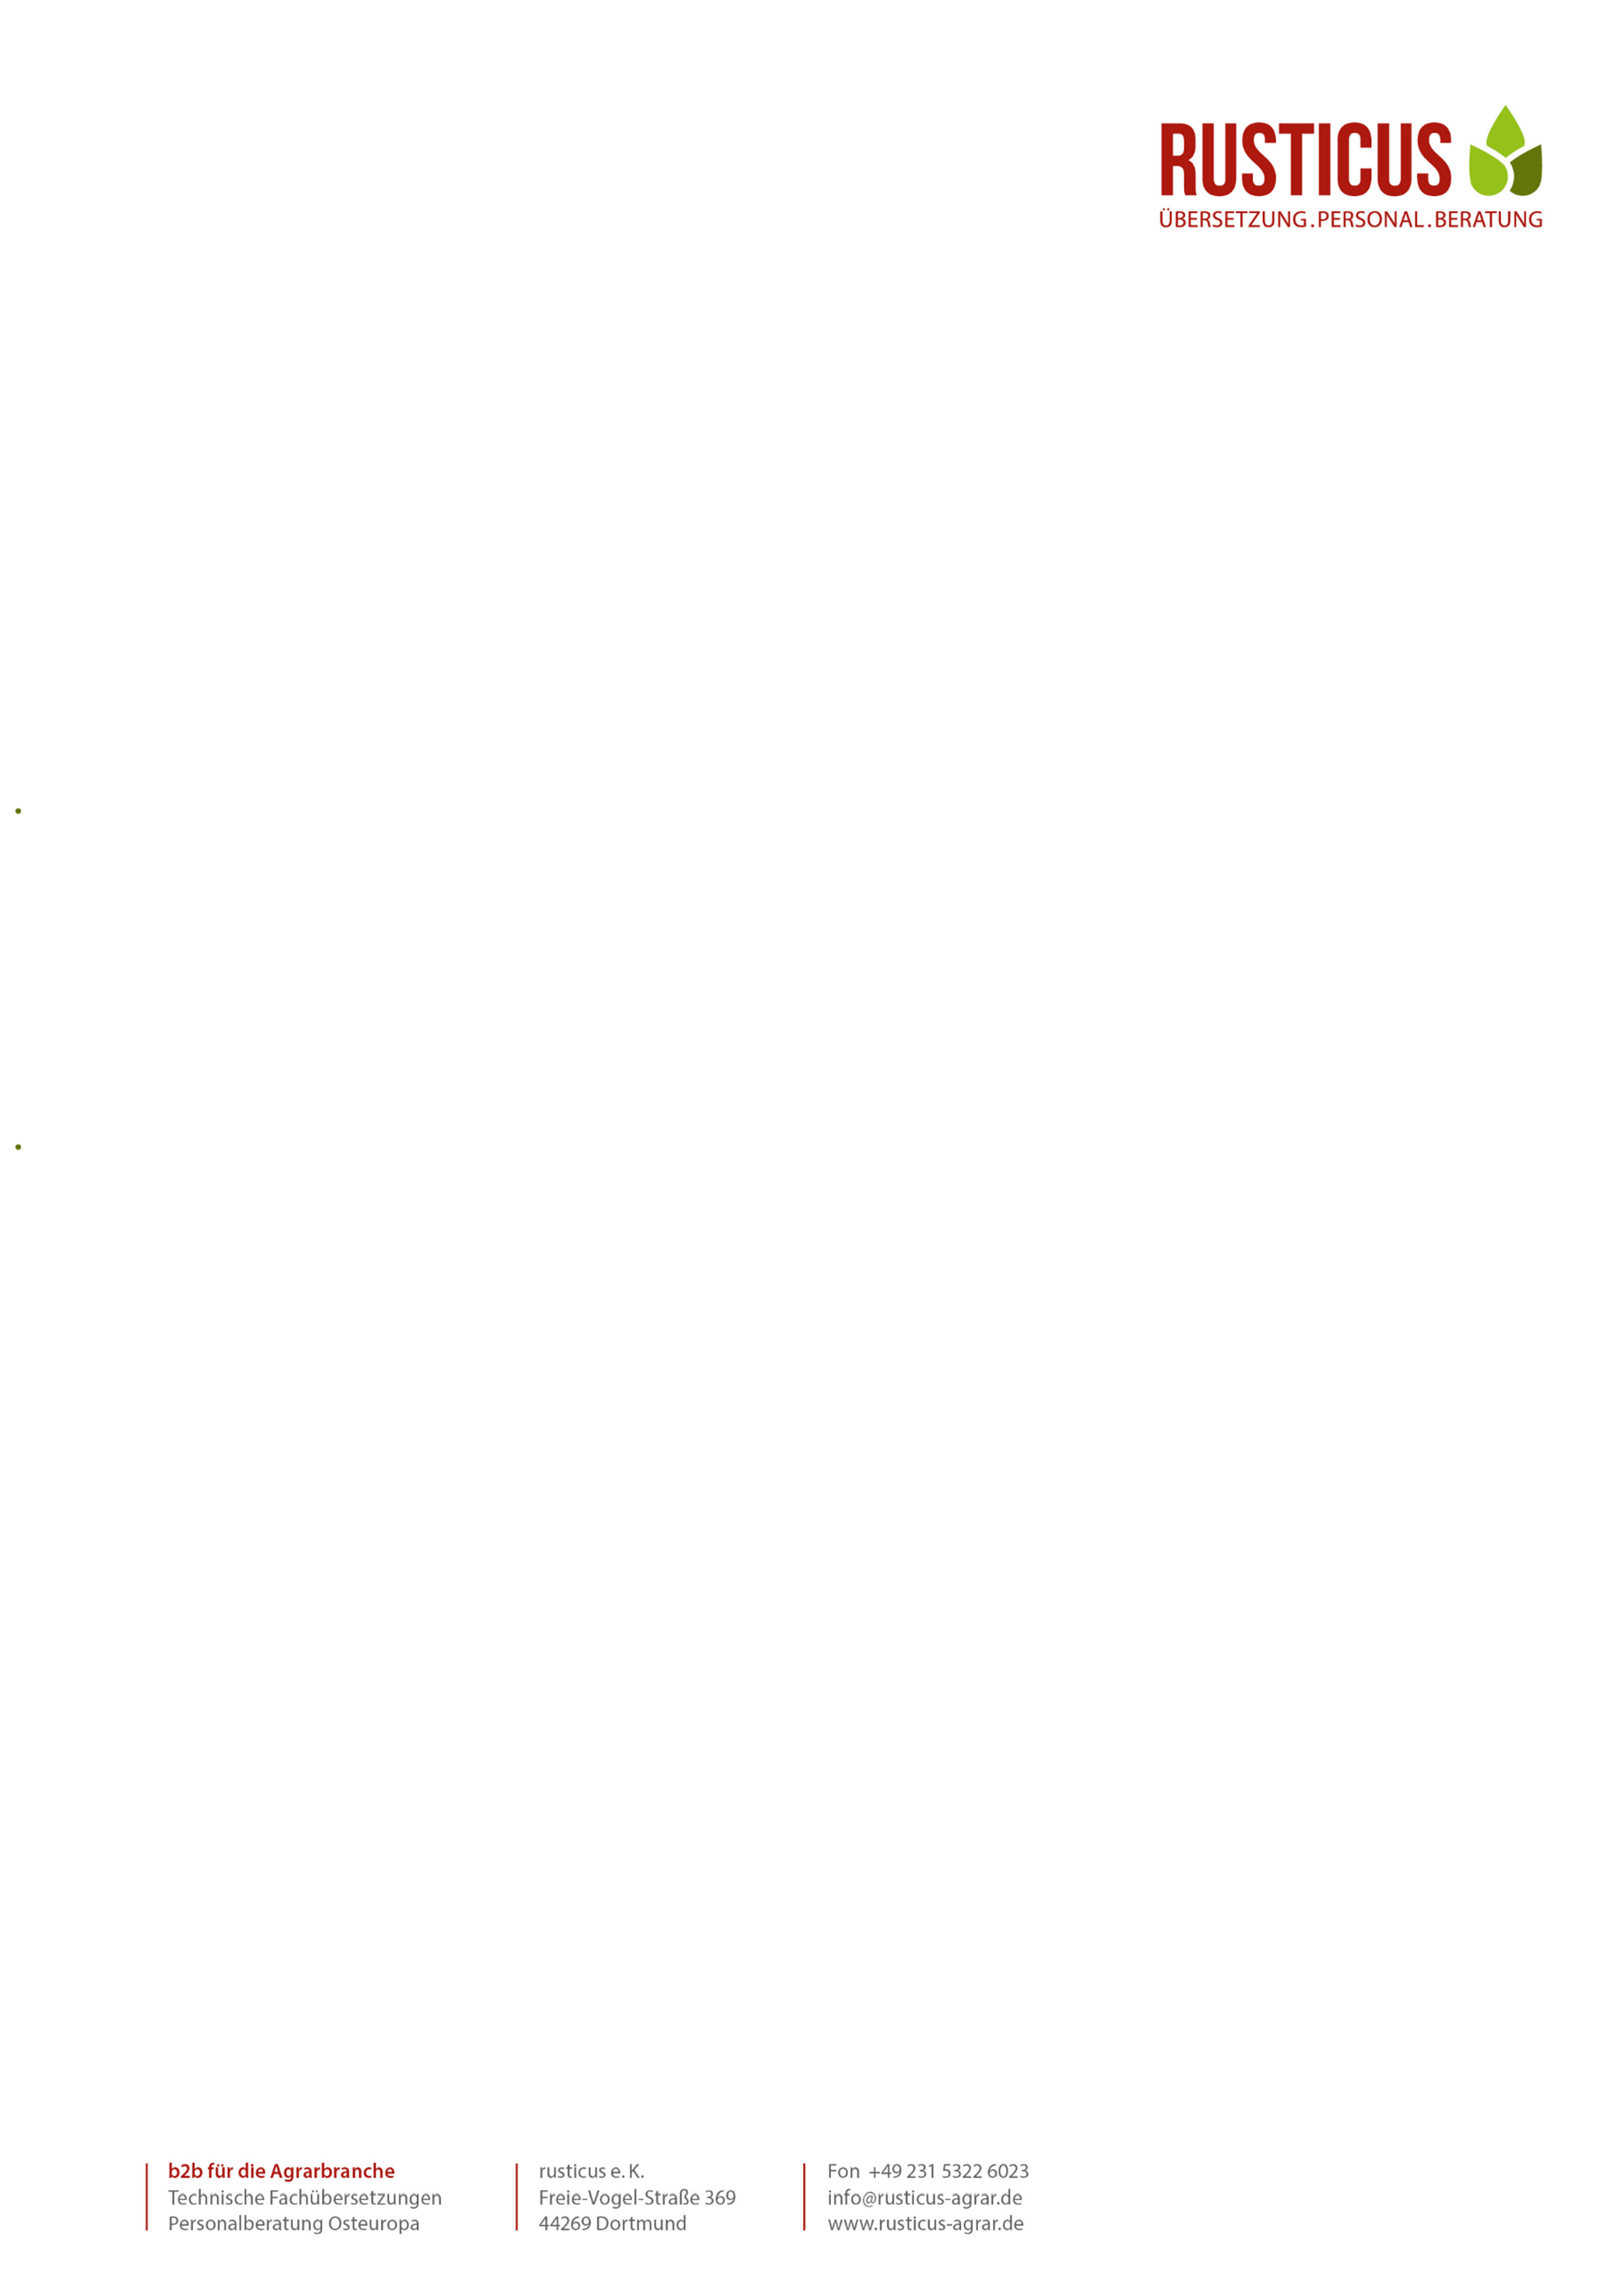 RUSTICUS
ÜBERSETZUNG.PERSONAL.BERATUNG
b2b für die Agrarbranche
Technische Fachübersetzungen
Personalberatung Osteuropa
rusticus e. K.
Freie-Vogel-Straße 369
44269 Dortmund
Fon +49 231 5322 6023
info@rusticus-agrar.de
www.rusticus-agrar.de